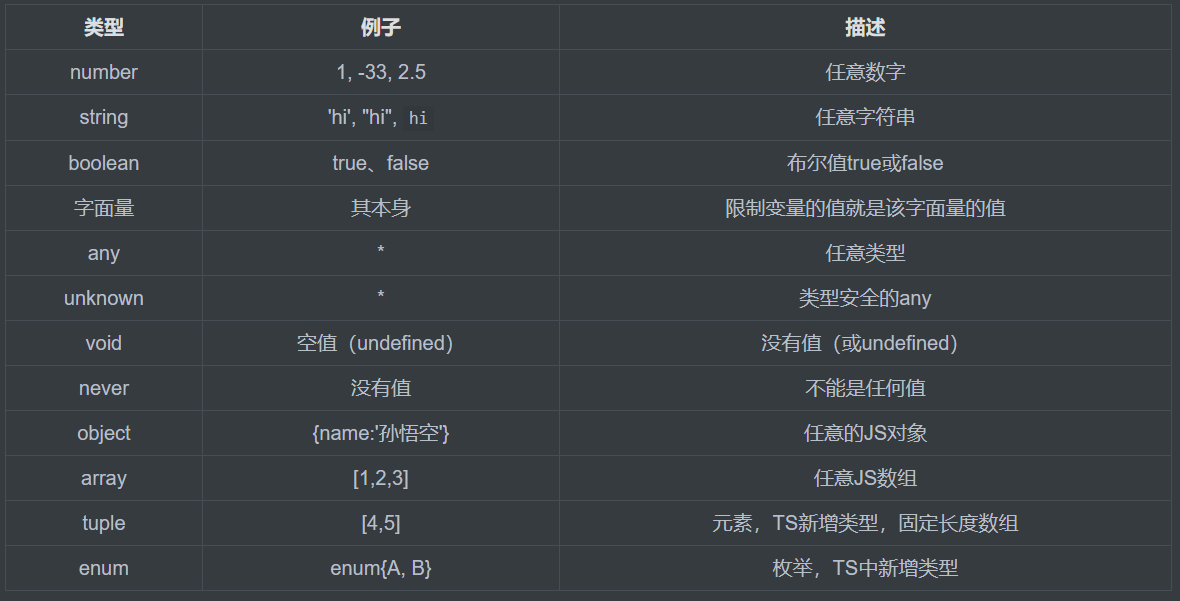 类型 例子 描述
number 1, -33, 2.5 任意数字
string 'hi', "hi", hi 任意字符串
boolean true、false 布尔值true或false
字面量 其本身 限制变量的值就是该字面量的值
any * 任意类型
unknown * 类型安全的any
void 空值（undefined） 没有值（或undefined）
never 没有值 不能是任何值
object {name:'孙悟空'} 任意的JS对象
array [1,2,3] 任意JS数组
tuple [4,5] 元素，TS新增类型，固定长度数组
enum enum{A, B} 枚举，TS中新增类型